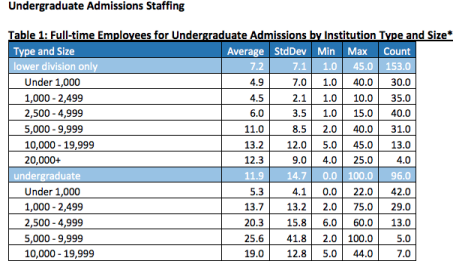 Undergraduate Admissions Staffing
Table 1: Full-time Employees for Undergraduate Admissions by Institution Type and Size*
Type and Size Average StdDev Min Max Count
lower division only 7.2 7.1 1.0 45.0 153.0
Under 1,000 4.9 7.0 1.0 40.0 30.0
1,000 - 2,499 4.5 2.1 1.0 10.0 35.0
2,500 - 4,999 6.0 3.5 1.0 15.0 40.0
5,000 - 9,999 11.0 8.5 2.0 40.0 31.0
10,000 - 19,999 13.2 12.0 5.0 45.0 13.0
20,000+ 12.3 9.0 4.0 25.0 4.0
undergraduate 11.9 14.7 0.0 100.0 96.0
Under 1,000 5.3 4.1 0.0 22.0 42.0
1,000 - 2,499 13.7 13.2 2.0 75.0 29.0
2,500 - 4,999 20.3 15.8 6.0 60.0 13.0
5,000 - 9,999 25.6 41.8 2.0 100.0 5.0
10,000 - 19,999 19.0 12.8 5.0 44.0 7.0